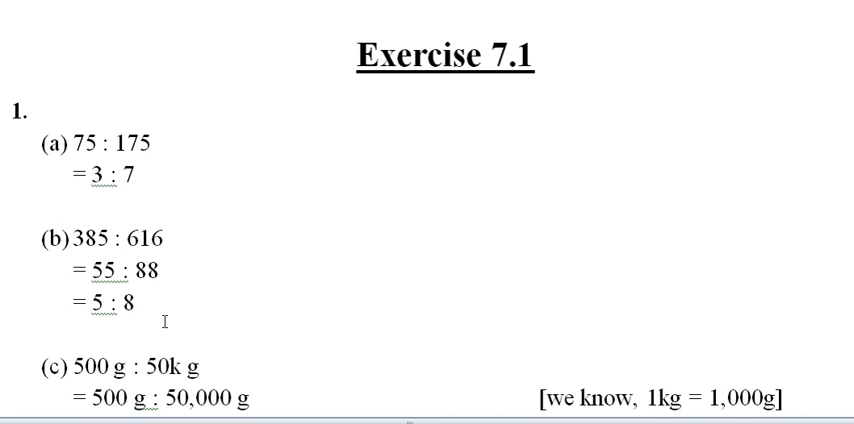 Exercise 7.1
1.
(a) 75 : 175
= 3 : 7
(b) 385 : 616
= 55 : 88
= 5 : 8
(c) 500 g : 50k g
= 500 g : 50,000 g [we know, 1kg = 1,000g]